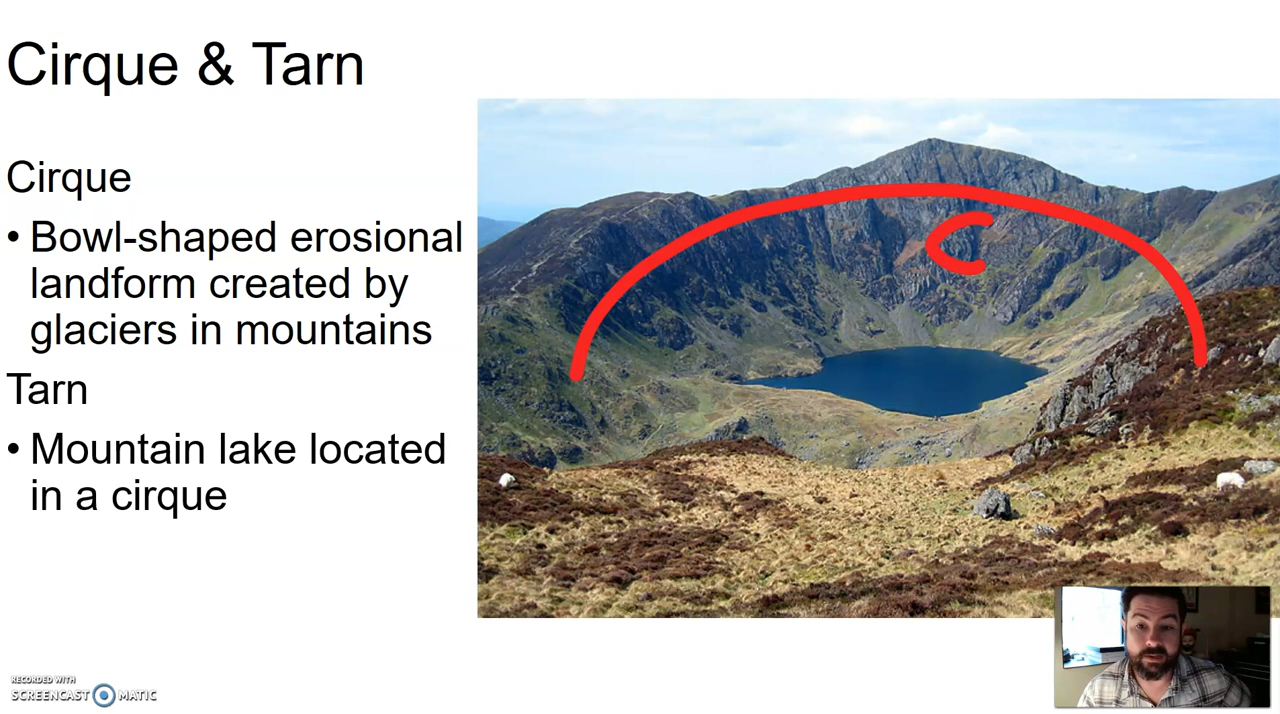 Cirque & Tarn
Cirque
• Bowl-shaped erosional
landform created by
glaciers in mountains
Tarn
• Mountain lake located
in a cirque
C
RECORDED WITH
SCREENCAST MATIC